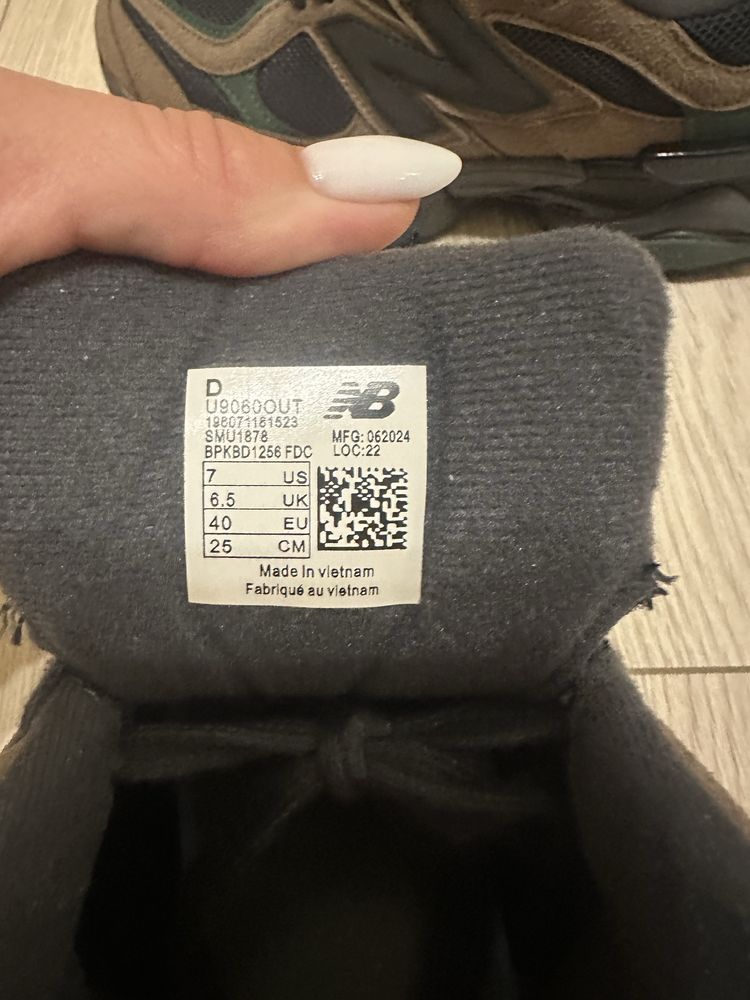 D
U9060OUT
NB
196071161523
SMU1878
MFG: 062024
BPKBD1256 FDC
LOC:22
7 US
6.5 UK
40 EU
25 CM
Made In vietnam
Fabriqué au vietnam
N